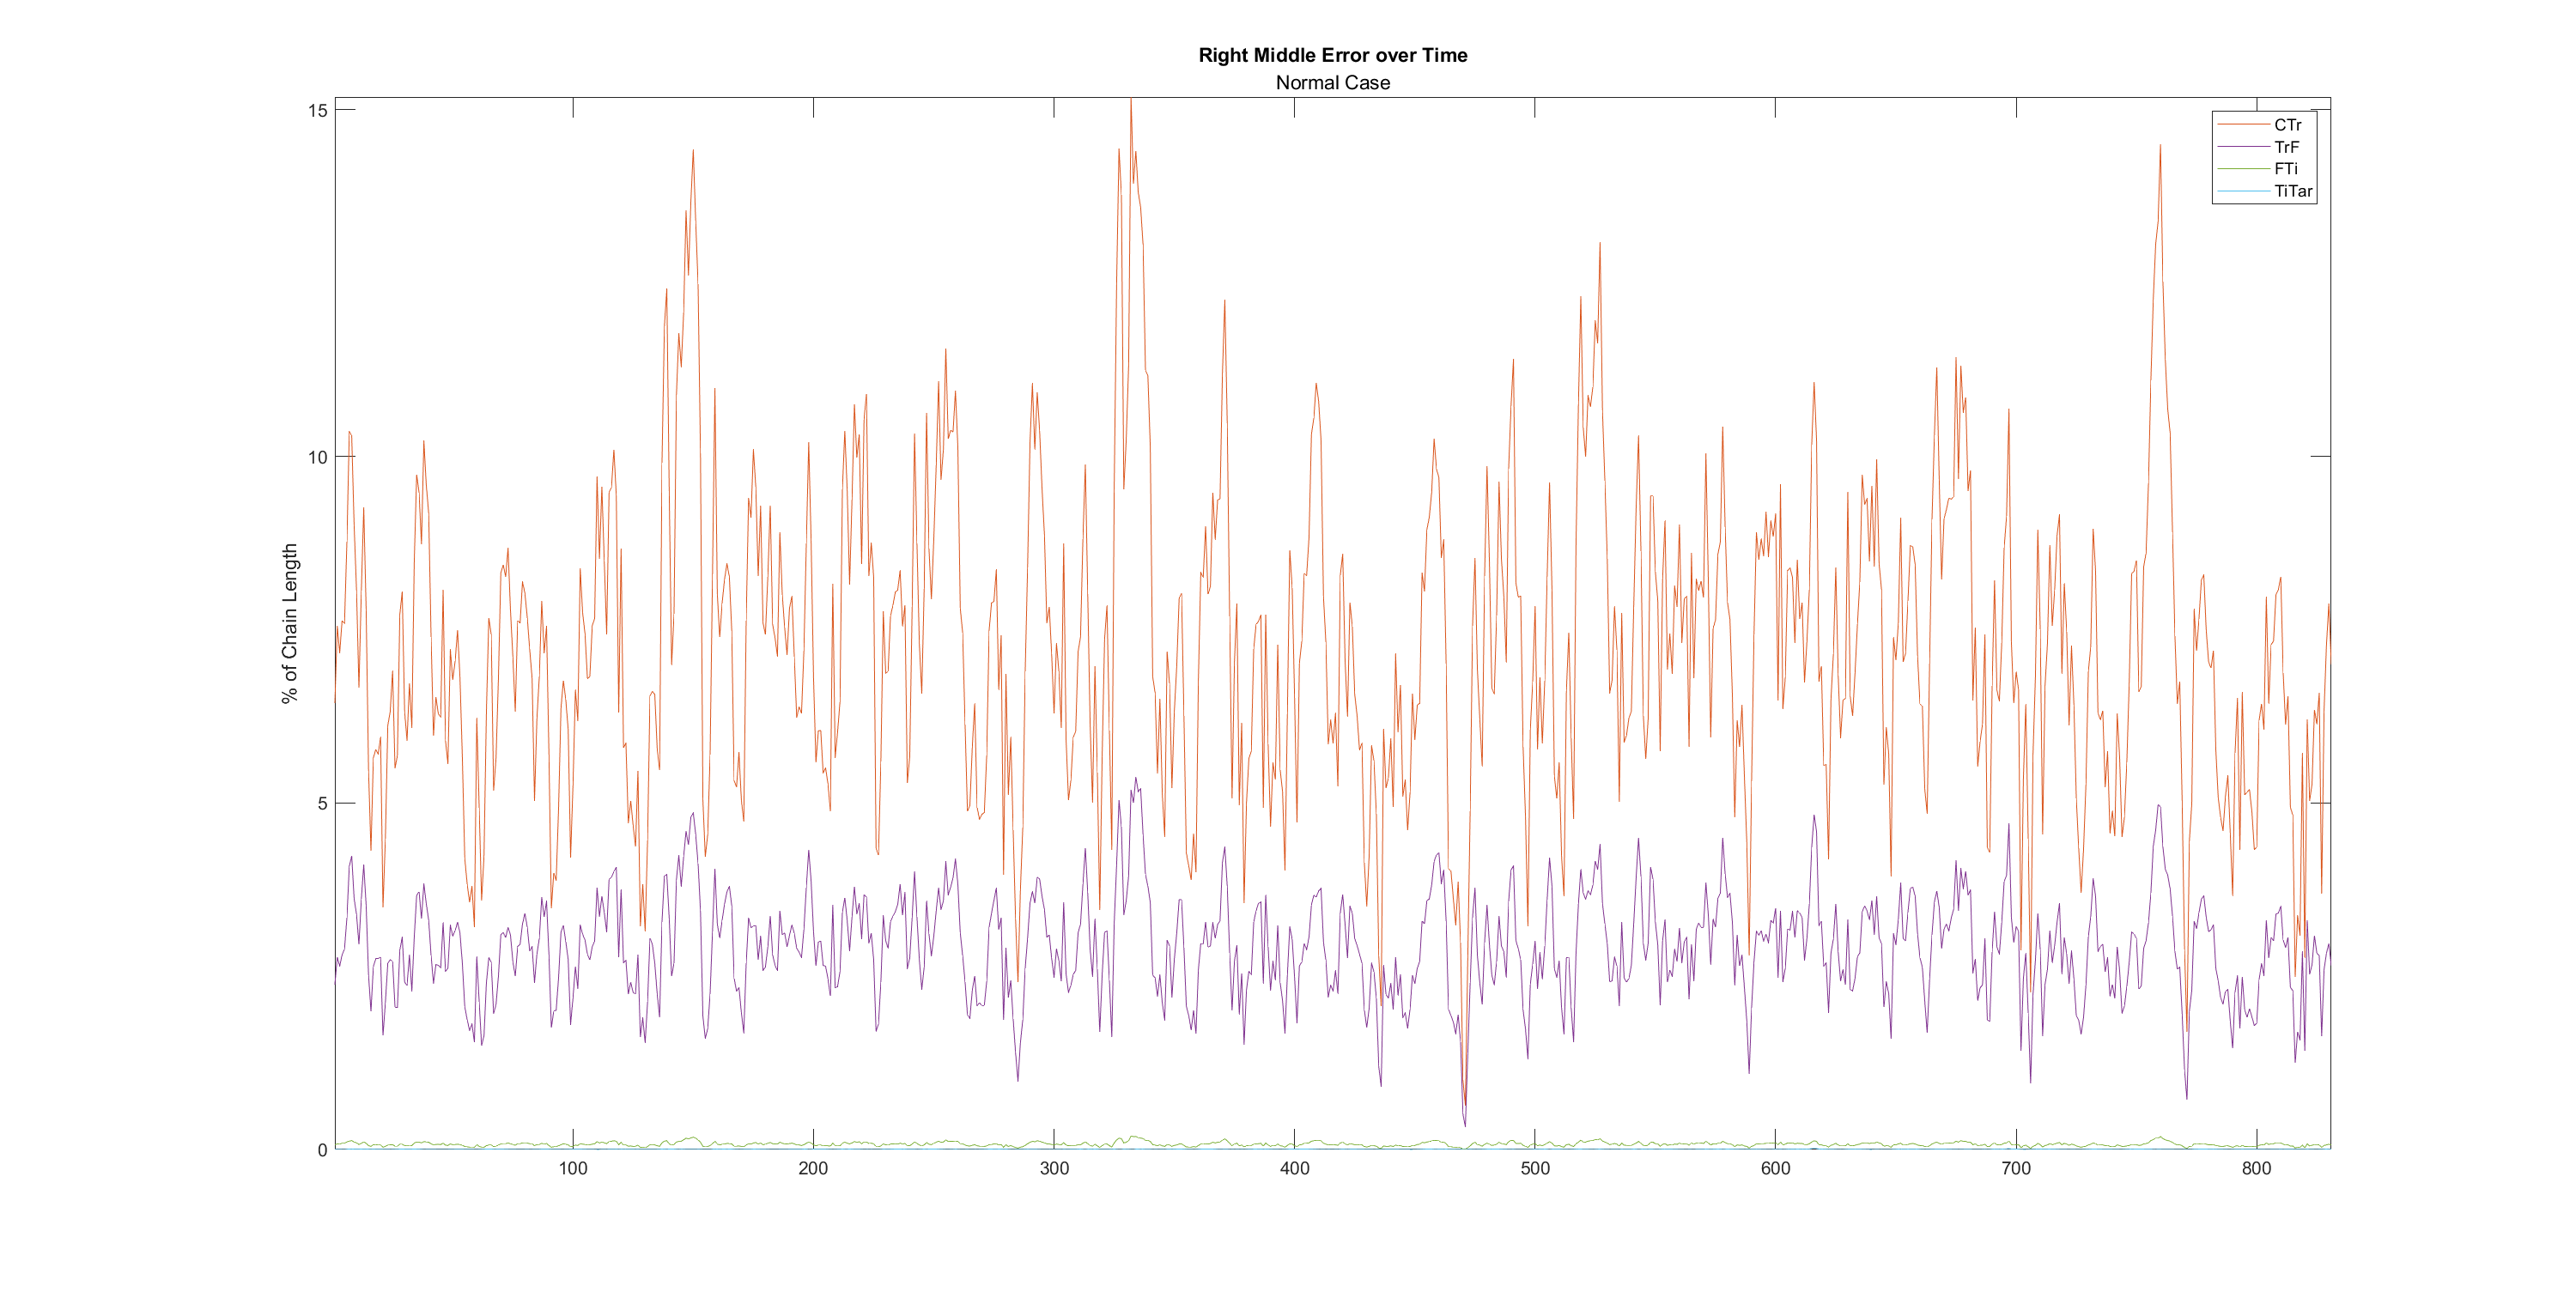 Right Middle Error over Time
Normal Case
% of Chain Length
15
10
5
0
100 200 300 400 500 600 700 800
CTr
TrF
FTi
TiTar